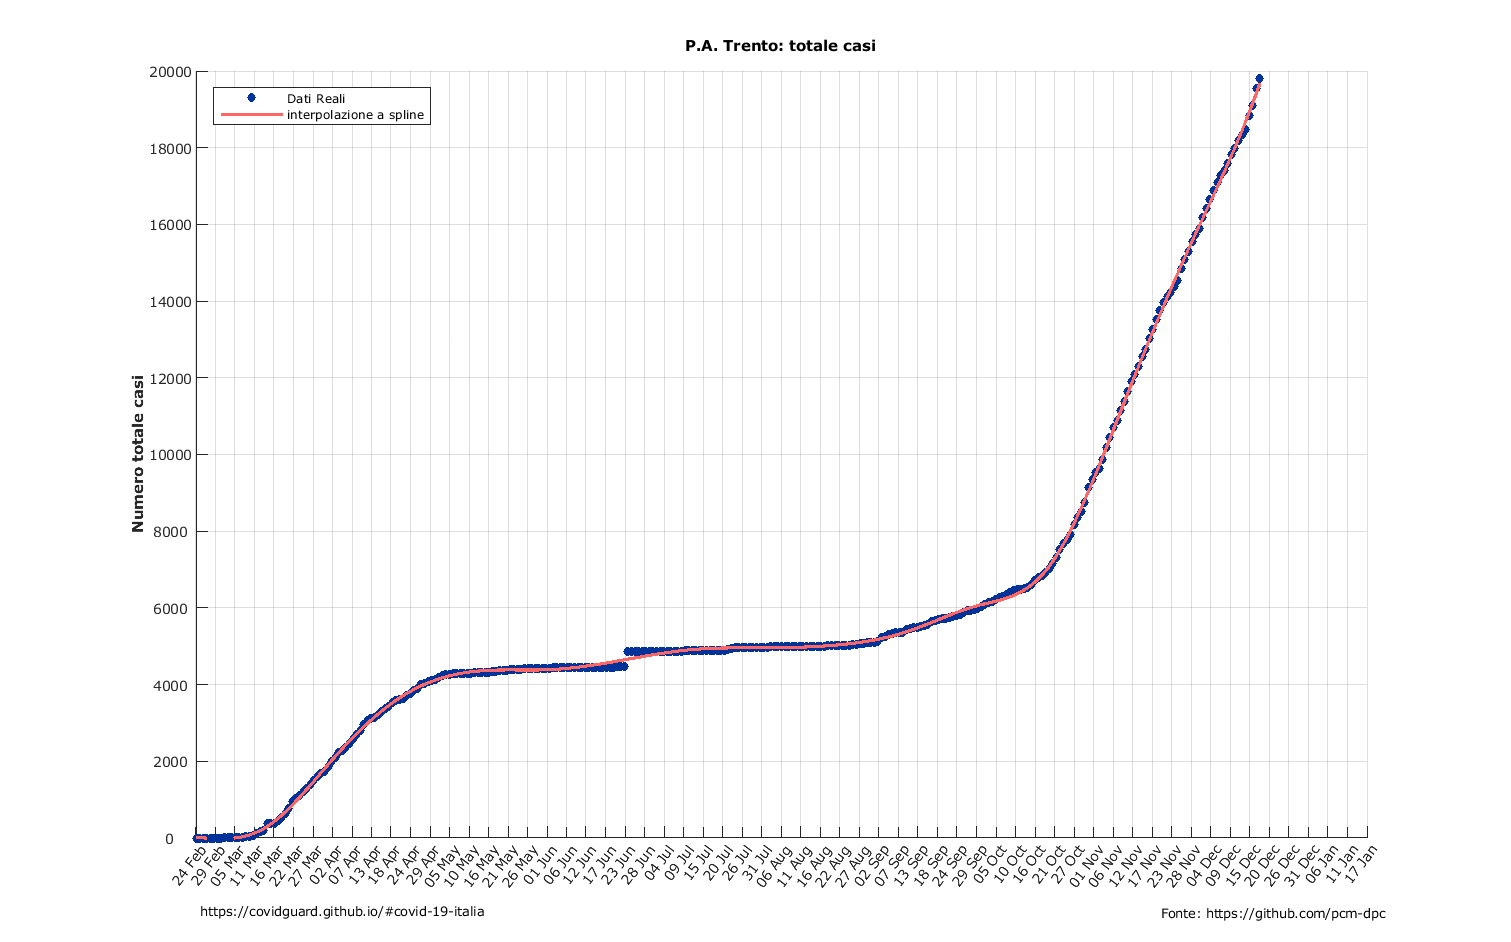 P.A. Trento: totale casi
Dati Reali
interpolazione a spline
Numero totale casi
20000
18000
16000
14000
12000
10000
8000
6000
4000
2000
0
24 Feb
29 Feb
05 Mar
11 Mar
16 Mar
22 Mar
27 Mar
02 Apr
07 Apr
13 Apr
18 Apr
24 Apr
29 Apr
05 May
10 May
16 May
21 May
26 May
01 Jun
06 Jun
12 Jun
17 Jun
23 Jun
28 Jun
04 Jul
09 Jul
15 Jul
20 Jul
26 Jul
31 Jul
06 Aug
11 Aug
16 Aug
22 Aug
27 Aug
02 Sep
07 Sep
13 Sep
18 Sep
24 Sep
29 Sep
05 Oct
10 Oct
16 Oct
21 Oct
27 Oct
01 Nov
06 Nov
12 Nov
17 Nov
23 Nov
28 Nov
04 Dec
09 Dec
15 Dec
20 Dec
26 Dec
31 Dec
06 Jan
11 Jan
17 Jan
https://covidguard.github.io/#covid-19-italia
Fonte: https://github.com/pcm-dpc